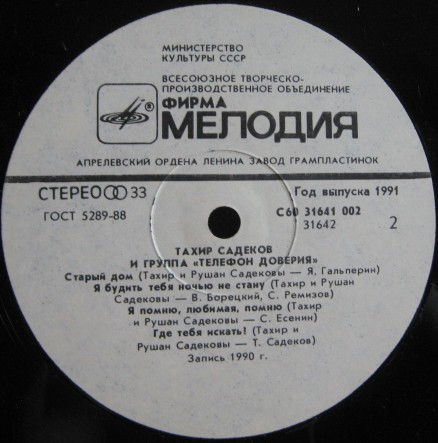 МИНИСТЕРСТВО
КУЛЬТУРЫ СССР
ВСЕСОЮЗНОЕ ТВОРЧЕСКО-
ПРОИЗВОДСТВЕННОЕ ОБЪЕДИНЕНИЕ
ФИРМА
МЕЛОДИЯ
АПРЕЛЕВСКИЙ ОРДЕНА ЛЕНИНА ЗАВОД ГРАМПЛАСТИНОК
СТЕРЕО 33
Год выпуска 1991
ГОСТ 5289-88
С60 31641 002
31642
2
ТАХИР САДЕКОВ
И ГРУППА «ТЕЛЕФОН ДОВЕРИЯ»
Старый дом (Тахир и Рушан Садековы — Я. Гальперин)
Я будить тебя ночью не стану (Тахир и Рушан
Садековы — В. Борецкий, С. Ремизов)
Я помню, любимая, помню (Тахир
и Рушан Садековы — С. Есенин)
Где тебя искать! (Тахир и
Рушан Садековы — Т. Садеков)
Запись 1990 г.